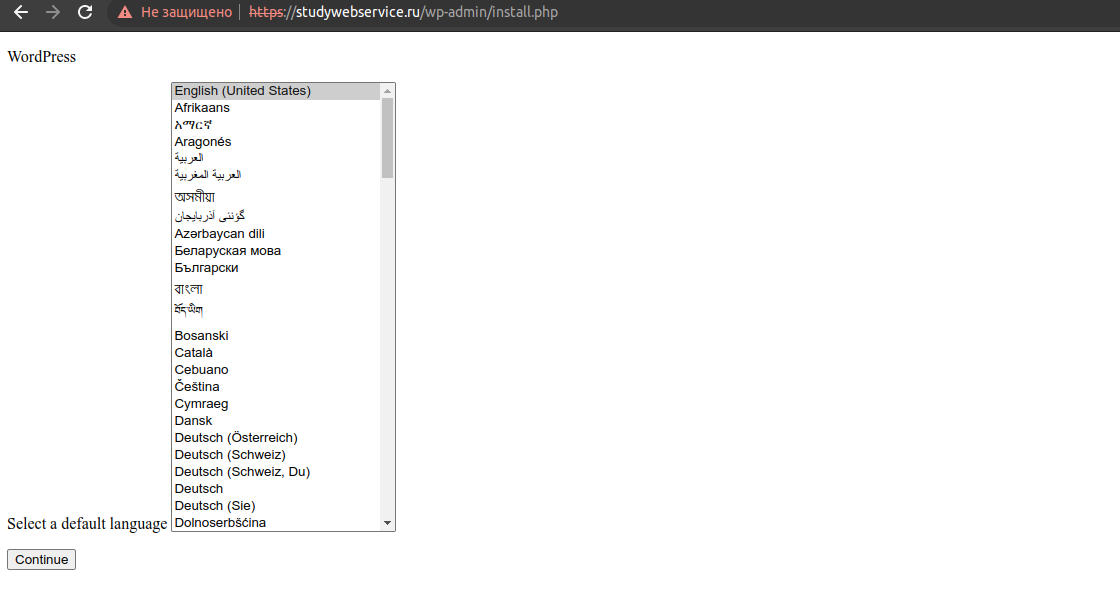 Не защищено https://studywebservice.ru/wp-admin/install.php
WordPress
English (United States)
Afrikaans
አማርኛ
Aragonés
العربية
العربية المغربية
অসমীয়া
گؤنئی آذربایجان
Azərbaycan dili
Беларуская мова
Български
বাংলা
བོད་ཡིག
Bosanski
Català
Cebuano
Čeština
Cymraeg
Dansk
Deutsch (Österreich)
Deutsch (Schweiz)
Deutsch (Schweiz, Du)
Deutsch
Deutsch (Sie)
Dolnoserbšćina
Select a default language
Continue